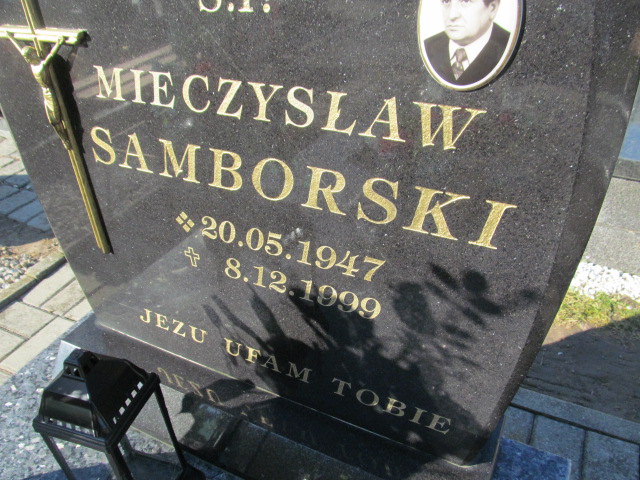 Ś.P.
MIECZYSŁAW
SAMBORSKI
20.05.1947
8.12.1999
JEZU UFAM TOBIE